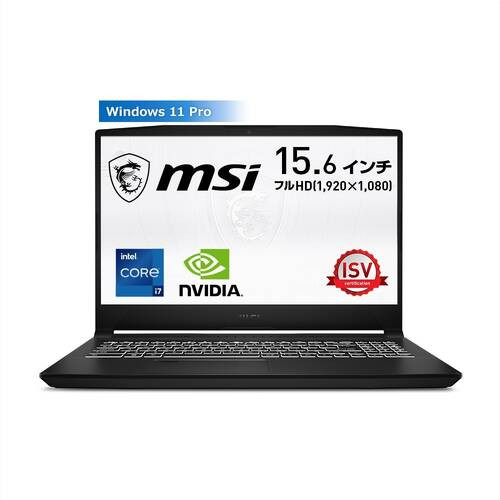 Windows 11 Pro
msi
15.6 インチ
フルHD(1,920×1,080)
intel
CORE
i7
NVIDIA.
ISV
certification
msi